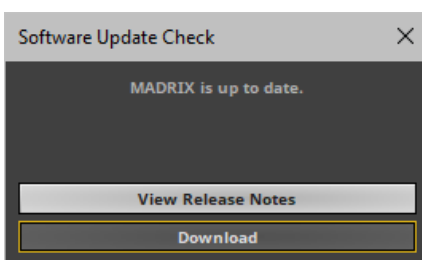 Software Update Check
MADRIX is up to date.
View Release Notes
Download